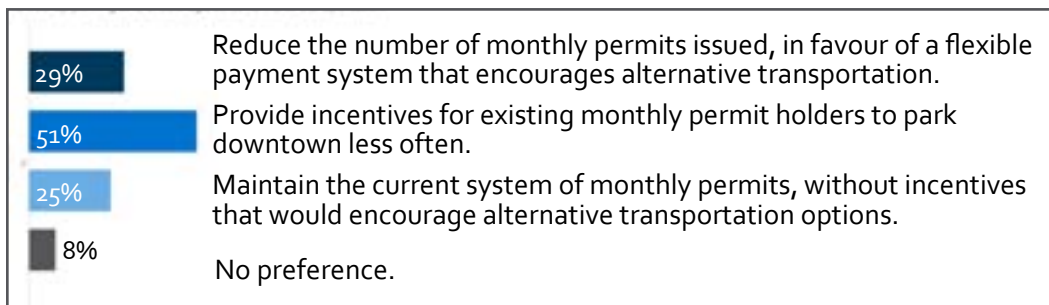 29%
Reduce the number of monthly permits issued, in favour of a flexible
payment system that encourages alternative transportation.
51%
Provide incentives for existing monthly permit holders to park
downtown less often.
25%
Maintain the current system of monthly permits, without incentives
that would encourage alternative transportation options.
8%
No preference.